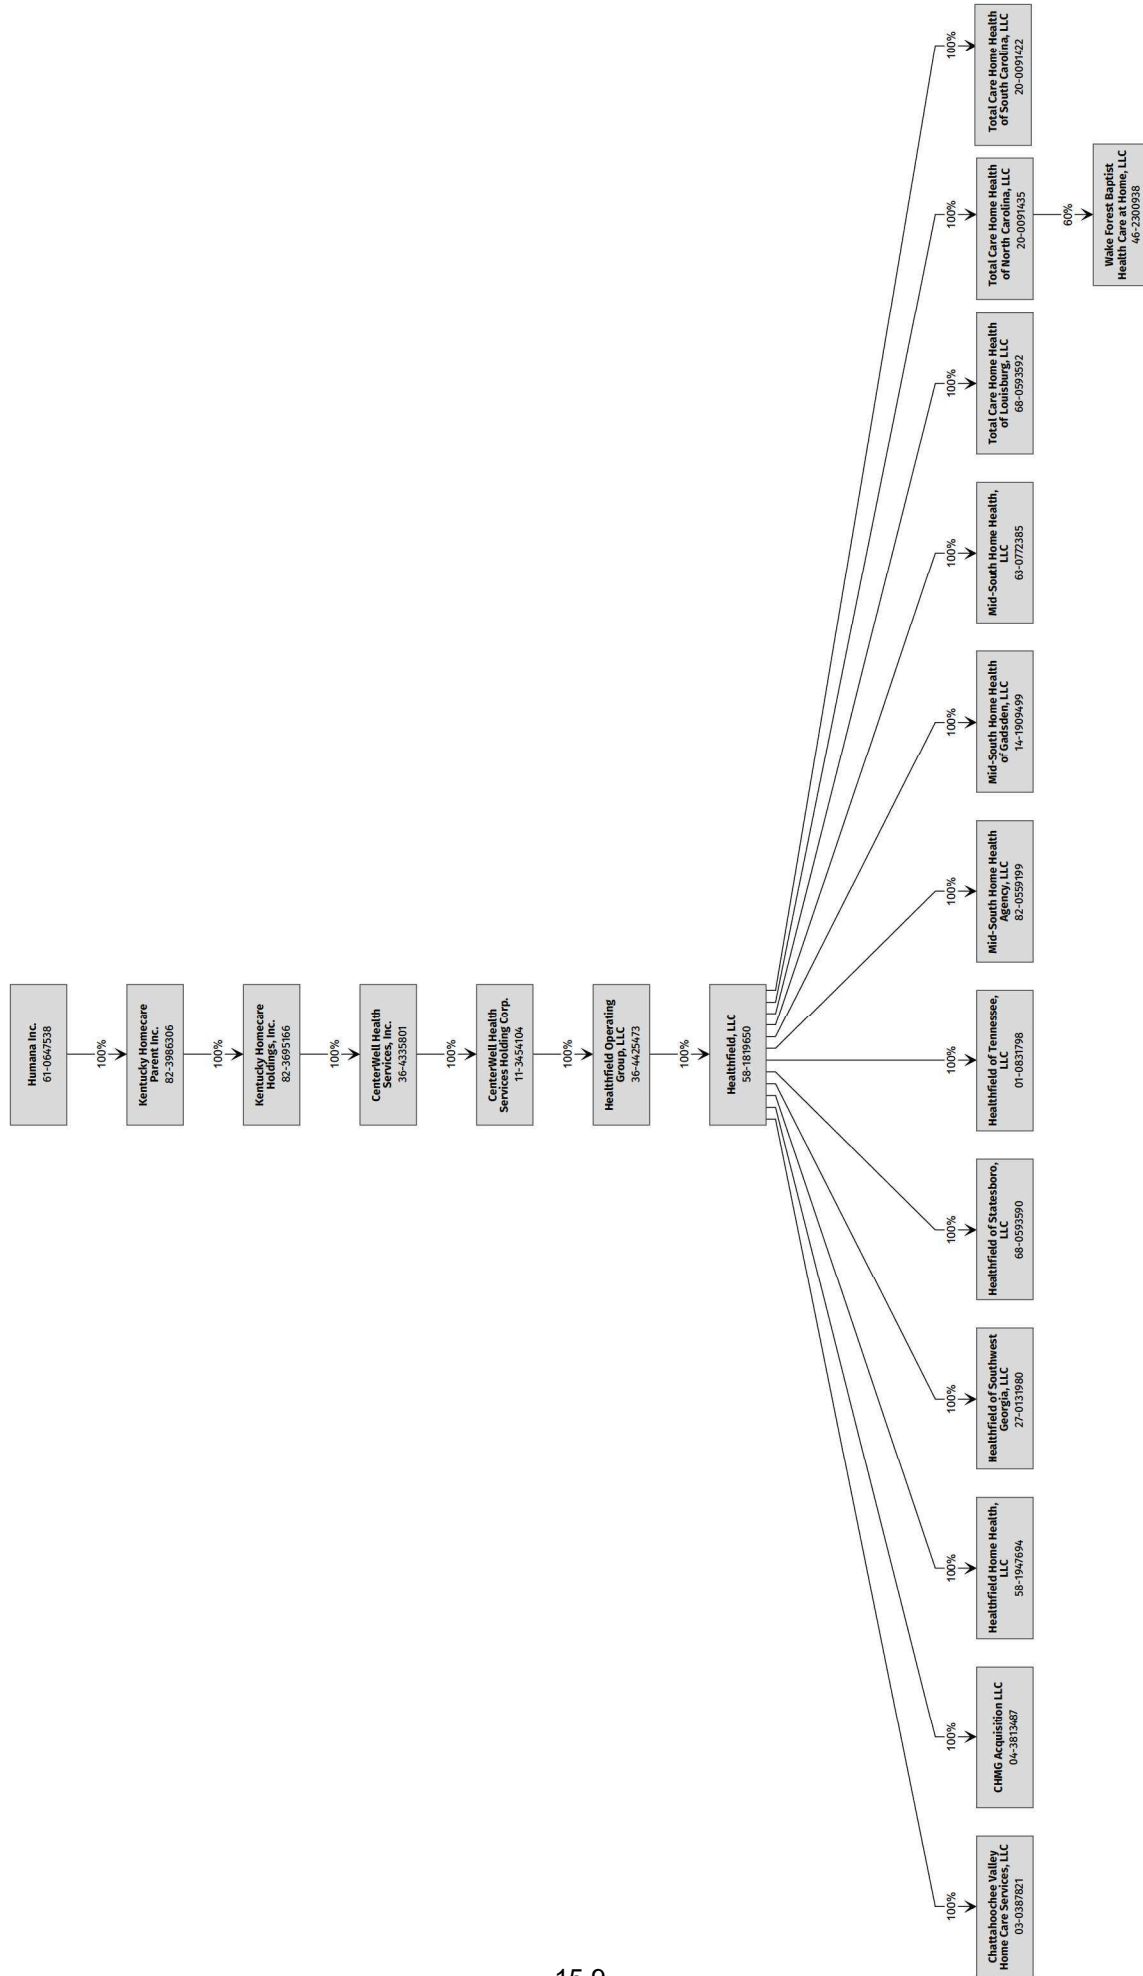 Humana Inc.
61-0647538
100%
Kentucky Homecare
Parent Inc.
82-3986306
100%
Kentucky Homecare
Holdings, Inc.
82-3695166
100%
CenterWell Health
Services, Inc.
36-4335801
100%
CenterWell Health
Services Holding Corp.
11-3454104
100%
Healthfield Operating
Group, LLC
36-4425473
100%
Healthfield, LLC
58-1819650
100%
Chattahoochee Valley
Home Care Services, LLC
03-0387821
100%
CHMG Acquisition LLC
04-3813487
100%
Healthfield Home Health,
LLC
58-1947694
100%
Healthfield of Southwest
Georgia, LLC
27-0131980
100%
Healthfield of Statesboro,
LLC
68-0593590
100%
Healthfield of Tennessee,
LLC
01-0831798
100%
Mid-South Home Health
Agency, LLC
82-0559199
100%
Mid-South Home Health
of Gadsden, LLC
14-1909499
100%
Mid-South Home Health,
LLC
63-0772385
100%
Total Care Home Health
of Louisburg, LLC
68-0593592
100%
Total Care Home Health
of North Carolina, LLC
20-0091435
100%
Total Care Home Health
of South Carolina, LLC
20-0091422
60%
Wake Forest Baptist
Health Care at Home, LLC
46-2300938
15.9